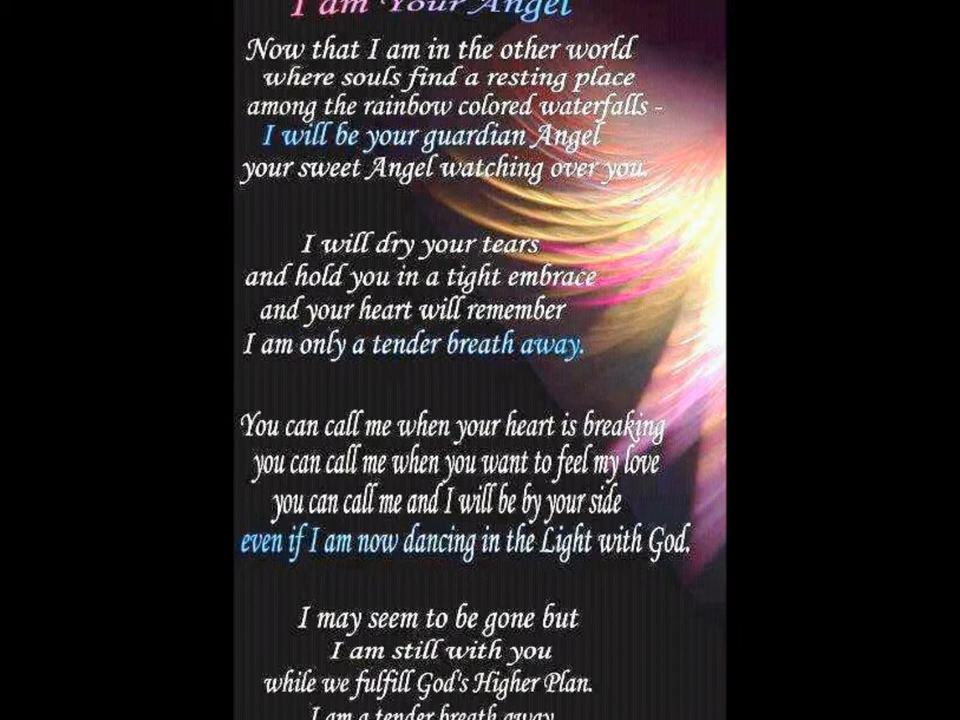 I am Your Angel
Now that I am in the other world
where souls find a resting place
among the rainbow colored waterfalls -
I will be your guardian Angel
your sweet Angel watching over you.
I will dry your tears
and hold you in a tight embrace
and your heart will remember
I am only a tender breath away.
You can call me when your heart is breaking
you can call me when you want to feel my love
you can call me and I will be by your side
even if I am now dancing in the Light with God.
I may seem to be gone but
I am still with you
while we fulfill God's Higher Plan.
I am a tender breath away